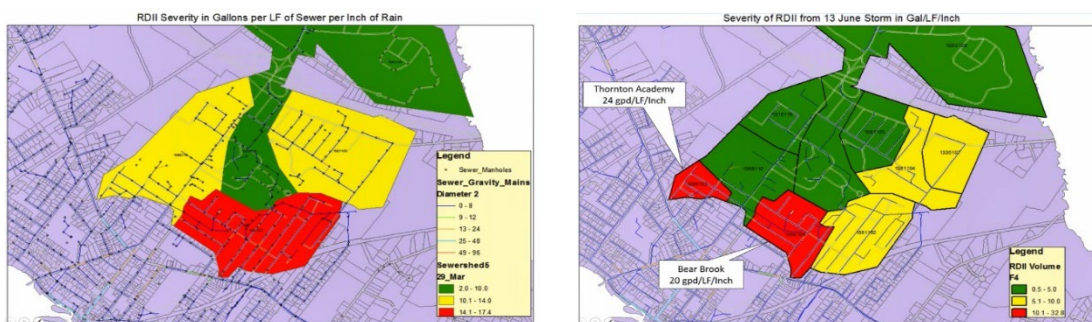 RDII Severity in Gallons per LF of Sewer per Inch of Rain
Legend
Sewer_Manholes
Sewer_Gravity_Mains
Diameter 2
0 - 8
9 - 12
13 - 24
25 - 48
49 - 96
Sewershed5
29_Mar
2.0 - 10.0
10.1 - 14.0
14.1 - 17.4
Severity of RDII from 13 June Storm in Gal/LF/Inch
Thornton Academy
24 gpd/LF/Inch
Bear Brook
20 gpd/LF/Inch
Legend
RDII Volume
F4
0.5 - 5.0
5.1 - 10.0
10.1 - 32.8